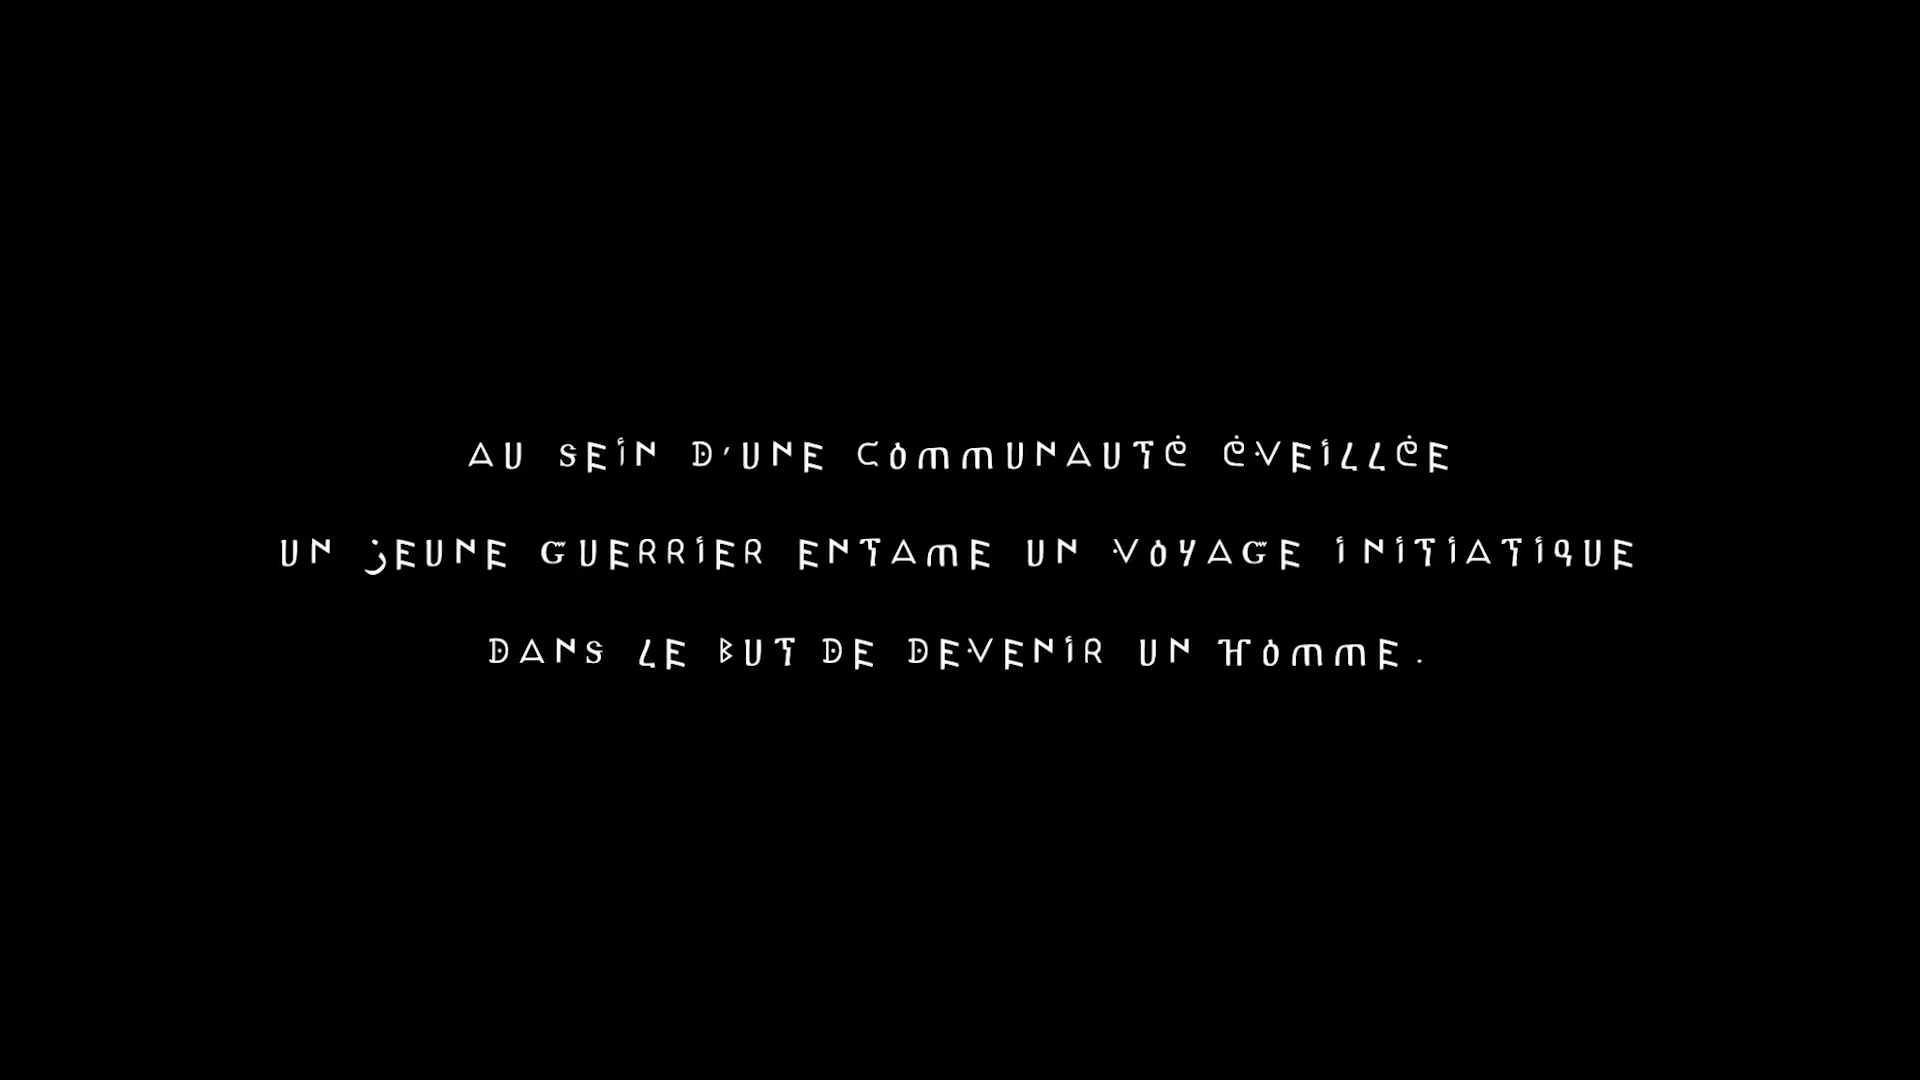 AU SEIN D'UNE COMMUNAUTÉ ÉVEILLÉE
UN JEUNE GUERRIER ENTAME UN VOYAGE INITIATIQUE
DANS LE BUT DE DEVENIR UN HOMME.